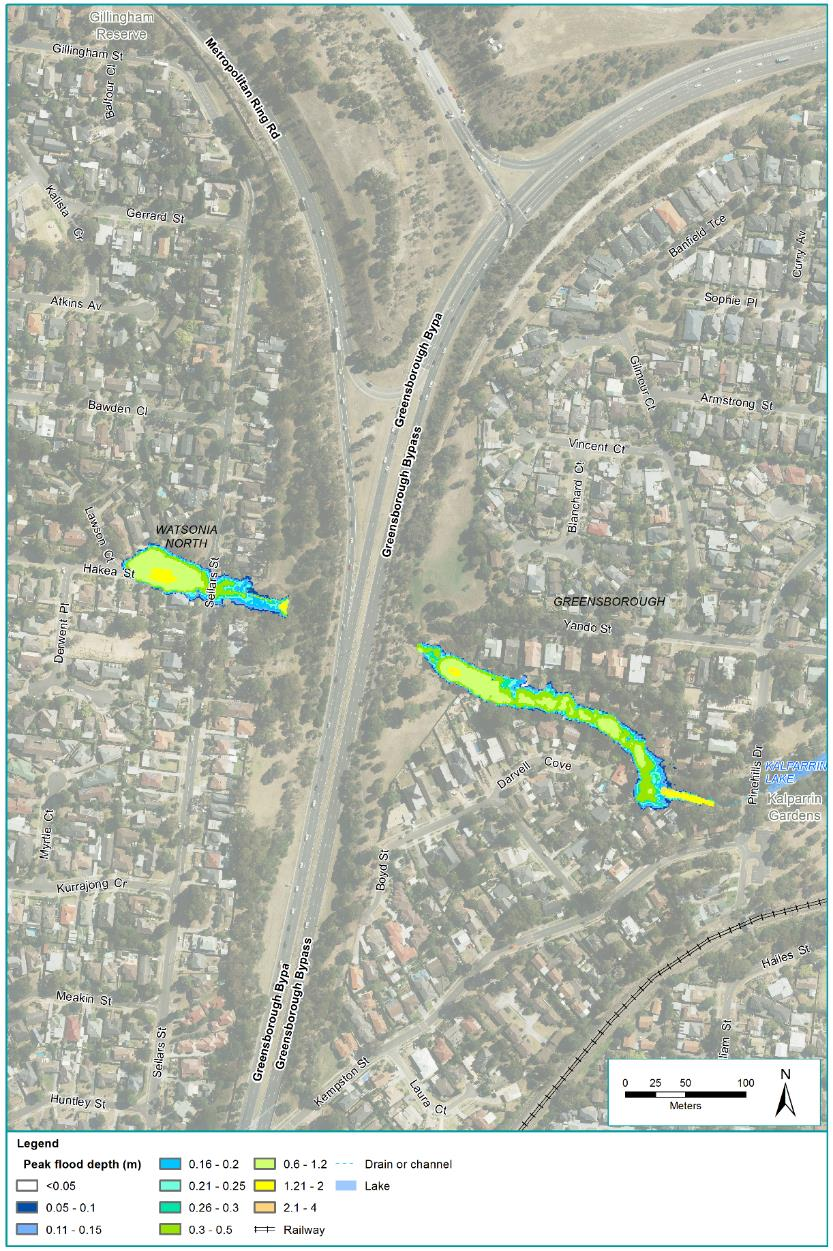 Gillingham
Reserve
Gillingham St
Balfour Cl
Metropolitan Ring Rd
Kalista Cr
Gerrard St
Banfield Tce
Curry Av
Atkins Av
Sophie Pl
Greensborough Bypa
Gilmour Ct
Armstrong St
Bawden Cl
Greensborough Bypass
Vincent Ct
Blanchard Ct
Lawson Ct
WATSONIA
NORTH
Hakea St
Sellars St
Derwent Pl
GREENSBOROUGH
Yando St
Darvell Cove
Pinehills Dr
KALPARRIN
LAKE
Kalparrin
Gardens
Myrtle Ct
Boyd St
Kurrajong Cr
Greensborough Bypa
Greensborough Bypass
Hailes St
Meakin St
Sellars St
lliam St
Kempston St
Laura Ct
Huntley St
0 25 50 100
Meters
N
Legend
Peak flood depth (m)
<0.05
0.05 - 0.1
0.11 - 0.15
0.16 - 0.2
0.21 - 0.25
0.26 - 0.3
0.3 - 0.5
0.6 - 1.2
1.21 - 2
2.1 - 4
Railway
Drain or channel
Lake